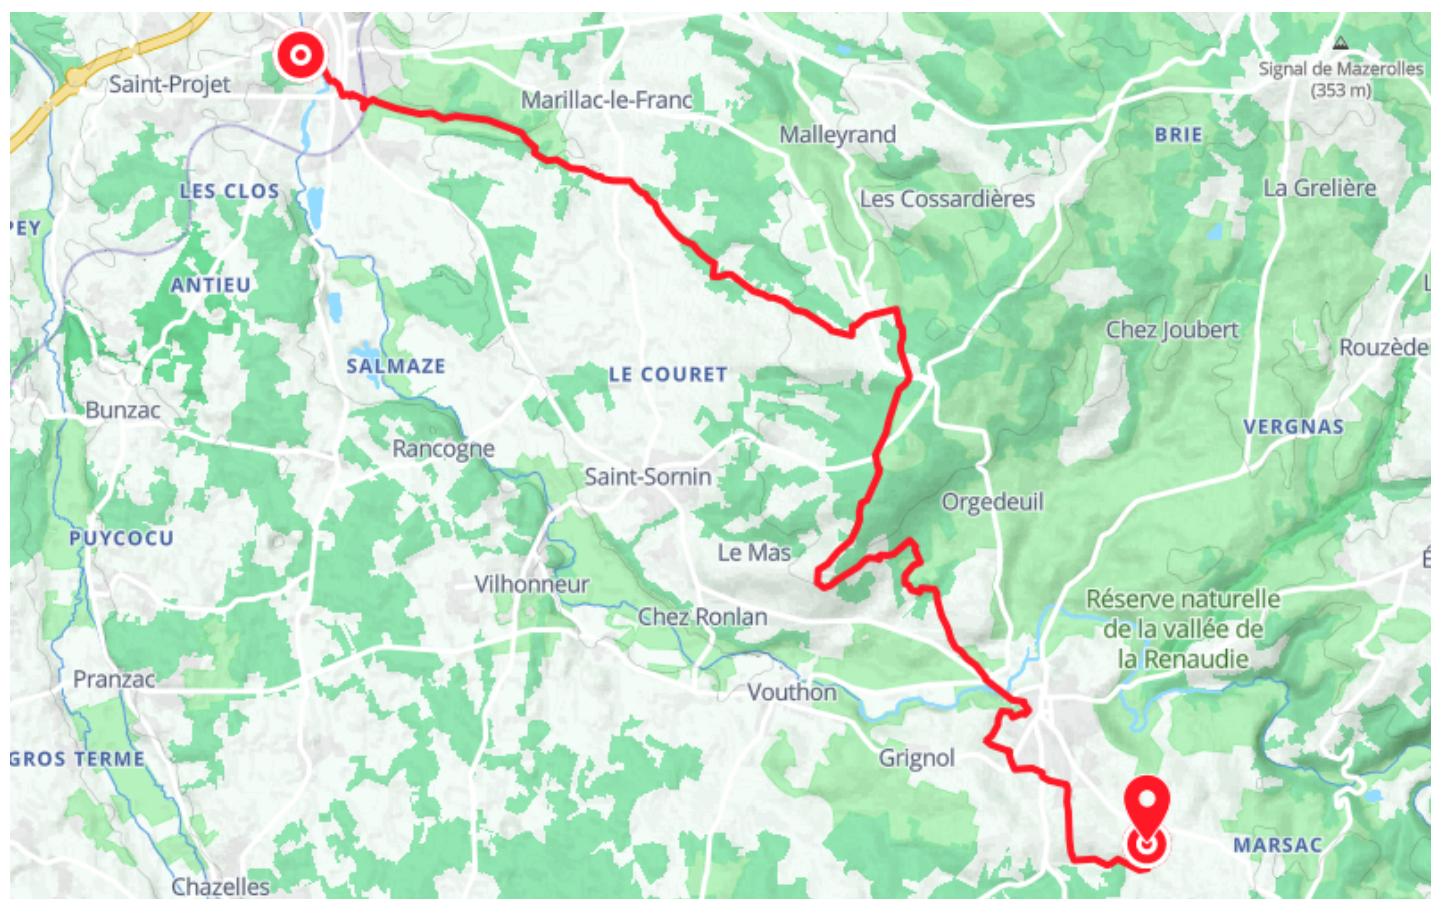 Saint-Projet
Marillac-le-Franc
Signal de Mazerolles
(353 m)
Malleyrand
BRIE
LES CLOS
Les Cossardières
La Grelière
PEY
ANTIEU
Chez Joubert
Rouzède
SALMAZE
LE COURET
Bunzac
VERGNAS
Rancogne
Saint-Sornin
Orgedeuil
PUYCOCU
Le Mas
Vilhonneur
Réserve naturelle
de la vallée de
la Renaudie
Chez Ronlan
Pranzac
Vouthon
GROS TERME
Grignol
MARSAC
Chazelles